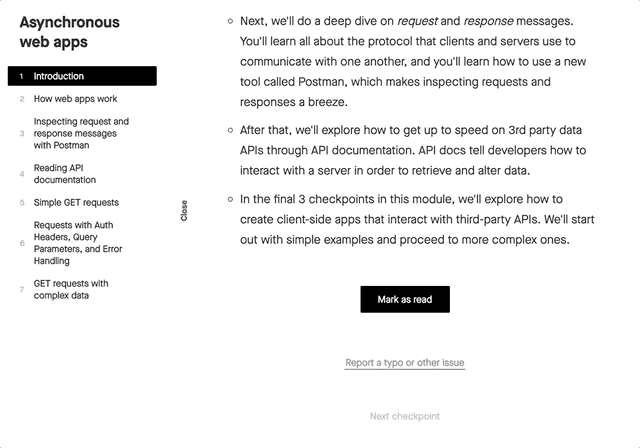 Asynchronous
web apps
1 Introduction
2 How web apps work
Inspecting request and
3 response messages
with Postman
4 Reading API
documentation
5 Simple GET requests
Requests with Auth
Headers, Query
6 Parameters, and Error
Handling
7 GET requests with
complex data
Close
Next, we'll do a deep dive on request and response messages.
You'll learn all about the protocol that clients and servers use to
communicate with one another, and you'll learn how to use a new
tool called Postman, which makes inspecting requests and
responses a breeze.
After that, we'll explore how to get up to speed on 3rd party data
APIs through API documentation. API docs tell developers how to
interact with a server in order to retrieve and alter data.
In the final 3 checkpoints in this module, we'll explore how to
create client-side apps that interact with third-party APIs. We'll start
out with simple examples and proceed to more complex ones.
Mark as read
Report a typo or other issue
Next checkpoint